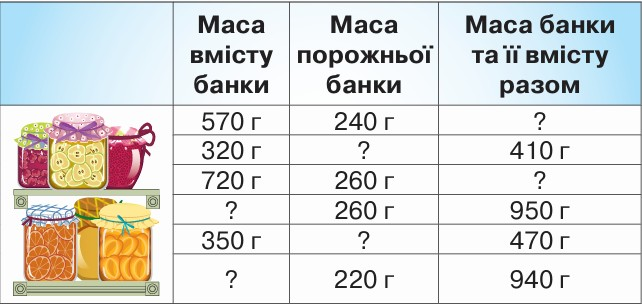 Маса вмісту банки | Маса порожньої банки | Маса банки та її вмісту разом
570 г | 240 г | ?
320 г | ? | 410 г
720 г | 260 г | ?
? | 260 г | 950 г
350 г | ? | 470 г
? | 220 г | 940 г